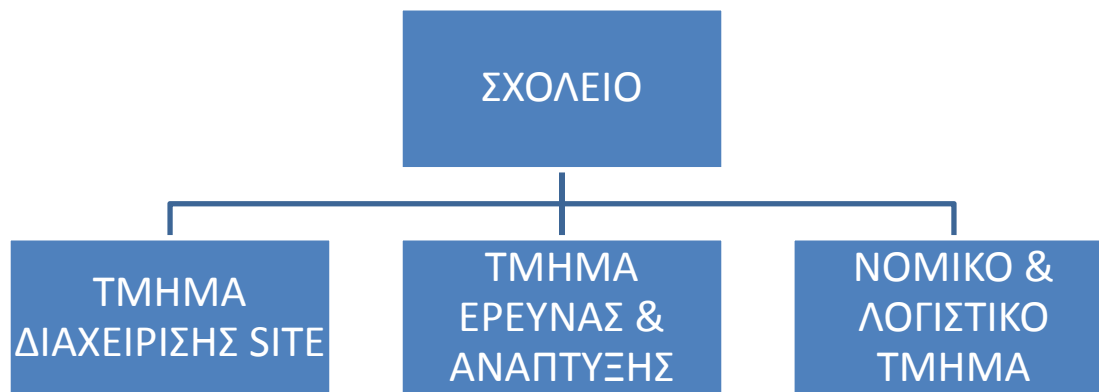 ΣΧΟΛΕΙΟ
ΤΜΗΜΑ
ΔΙΑΧΕΙΡΙΣΗΣ SITE
ΤΜΗΜΑ
ΕΡΕΥΝΑΣ &
ΑΝΑΠΤΥΞΗΣ
ΝΟΜΙΚΟ &
ΛΟΓΙΣΤΙΚΟ
ΤΜΗΜΑ